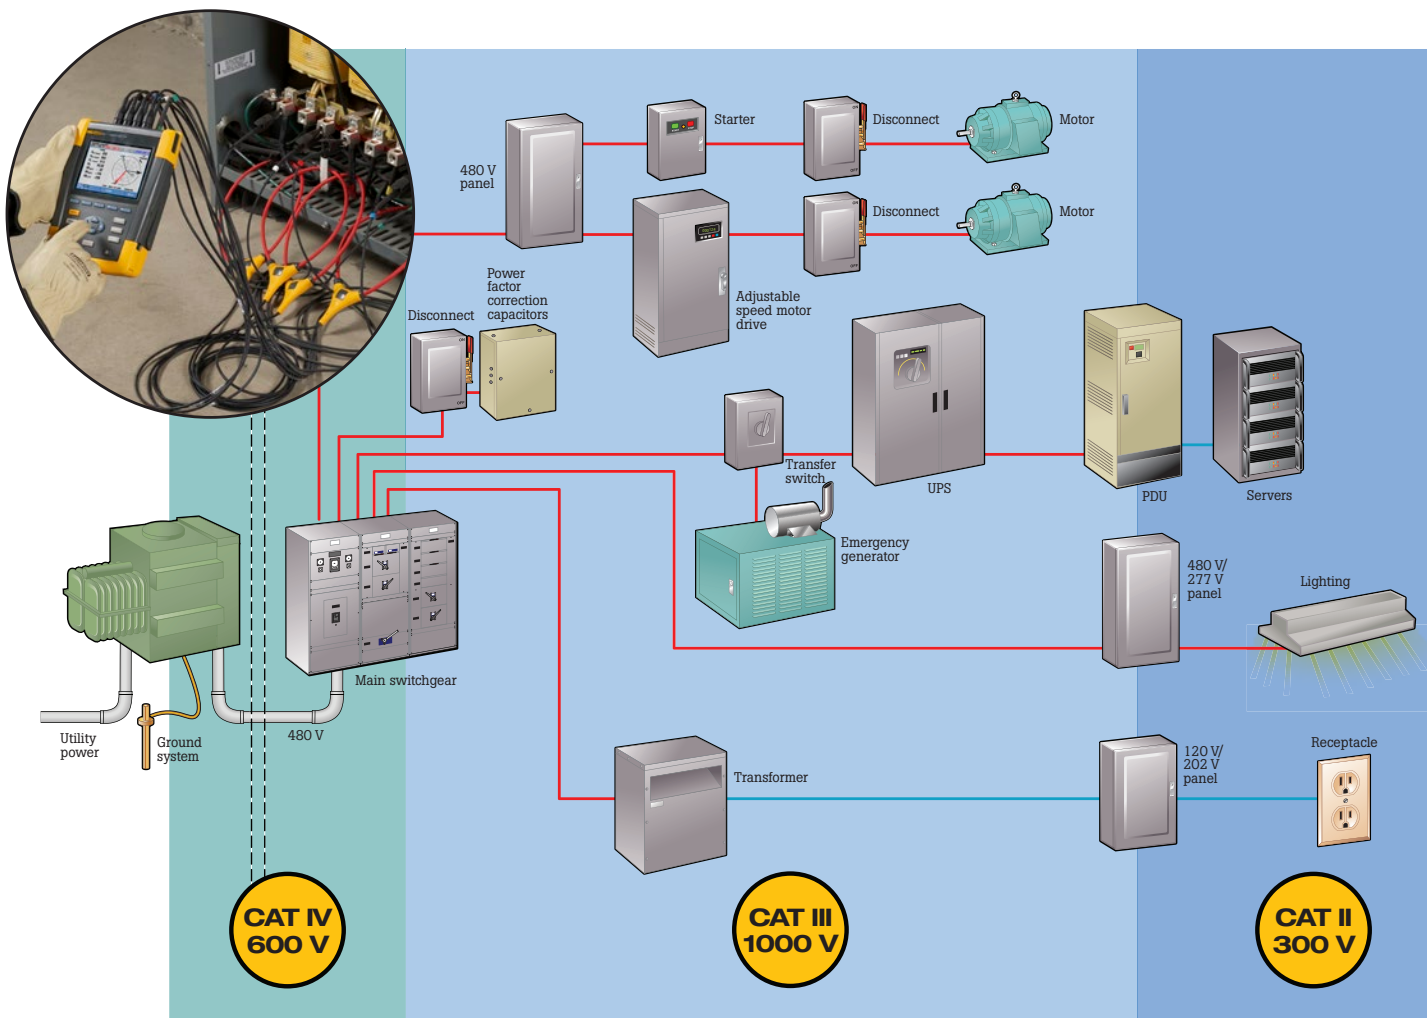 480 V
panel
Starter
Disconnect
Motor
Disconnect
Motor
Adjustable
speed motor
drive
Power
factor
correction
capacitors
Disconnect
ON
OFF
Transfer
switch
UPS
PDU
Servers
Emergency
generator
480 V/
277 V
panel
Lighting
Main switchgear
Utility
power
Ground
system
480 V
Transformer
120 V/
202 V
panel
Receptacle
CAT IV
600 V
CAT III
1000 V
CAT II
300 V